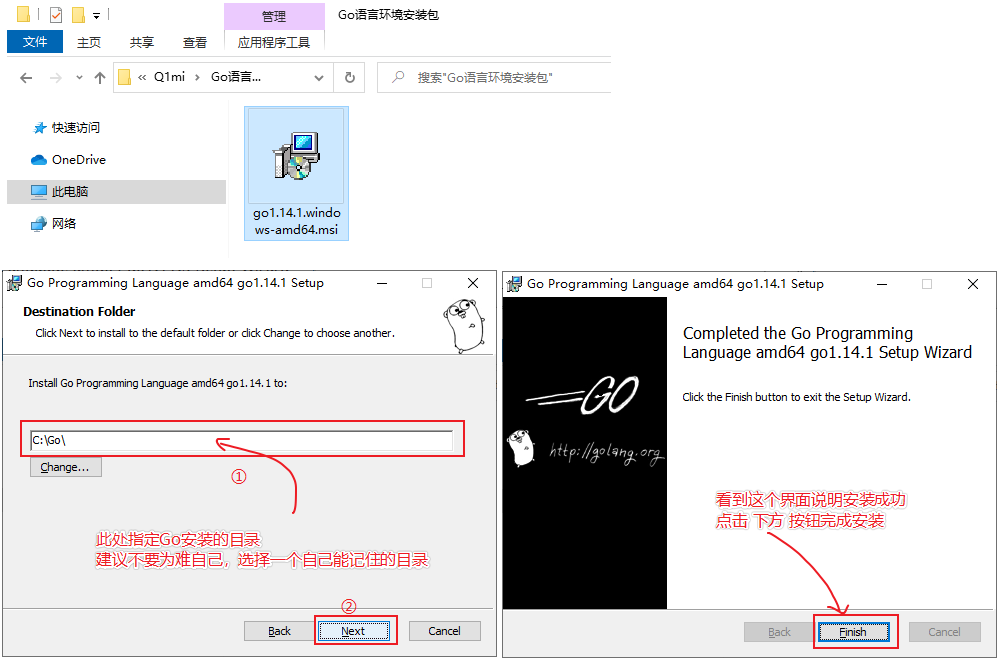 管理
Go语言环境安装包
文件
主页
共享
查看
应用程序工具
« Q1mi › Go语言...
搜索"Go语言环境安装包"
快速访问
OneDrive
此电脑
网络
go1.14.1.windo
ws-amd64.msi
Go Programming Language amd64 go1.14.1 Setup
Destination Folder
Click Next to install to the default folder or click Change to choose another.
Install Go Programming Language amd64 go1.14.1 to:
C:\Go\
Change...
①
此处指定Go安装的目录
建议不要为难自己，选择一个自己能记住的目录
②
Back
Next
Cancel
Go Programming Language amd64 go1.14.1 Setup
Completed the Go Programming
Language amd64 go1.14.1 Setup Wizard
Click the Finish button to exit the Setup Wizard.
GO
http://golang.org
看到这个界面说明安装成功
点击 下方 按钮完成安装
Back
Finish
Cancel